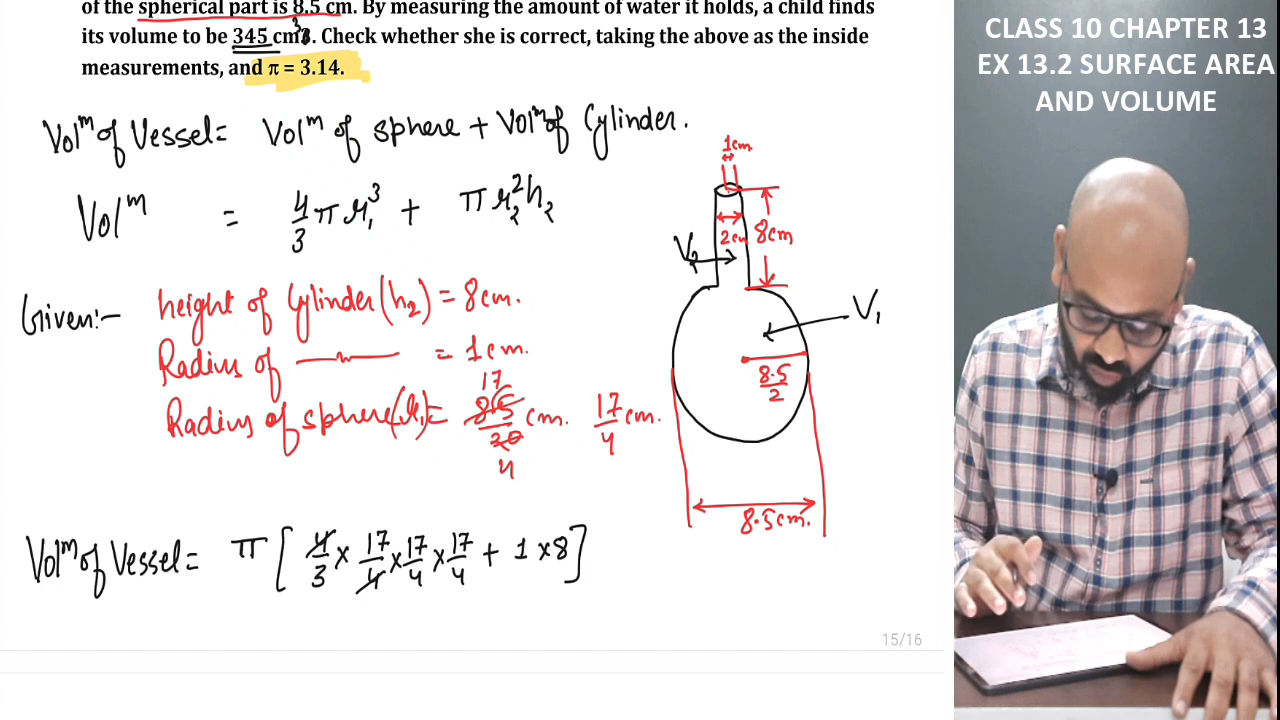 of the spherical part is 8.5 cm. By measuring the amount of water it holds, a child finds
its volume to be 345 cm3. Check whether she is correct, taking the above as the inside
measurements, and π = 3.14.
CLASS 10 CHAPTER 13
EX 13.2 SURFACE AREA
AND VOLUME
Volᵐ of Vessel = Volᵐ of sphere + Volᵐ of Cylinder.
Volᵐ = 4/3 π r₁³ + π r₂² h₂
Given:- height of Cylinder (h₂) = 8cm.
Radius of —〃— = 1cm.
Radius of sphere (r₁) = 8.5/20 cm. 17/4 cm.
17
4
1cm
2cm 8cm
V₂
V₁
8.5/2
8.5cm.
Volᵐ of Vessel = π [ 4/3 × 17/4 × 17/4 × 17/4 + 1 × 8 ]
15/16